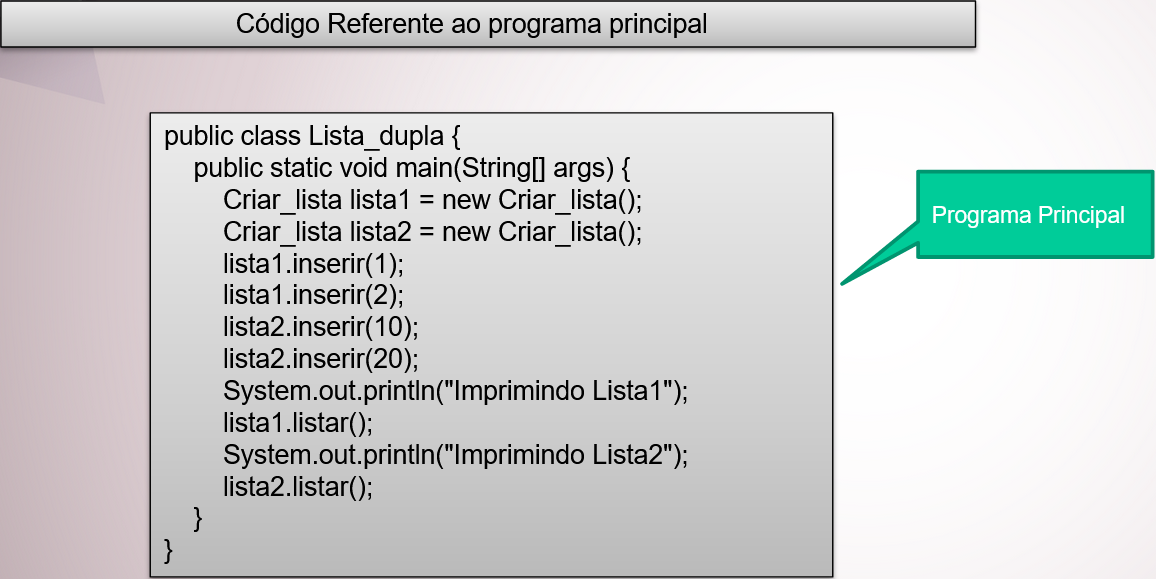 Código Referente ao programa principal
public class Lista_dupla {
public static void main(String[] args) {
Criar_lista lista1 = new Criar_lista();
Criar_lista lista2 = new Criar_lista();
lista1.inserir(1);
lista1.inserir(2);
lista2.inserir(10);
lista2.inserir(20);
System.out.println("Imprimindo Lista1");
lista1.listar();
System.out.println("Imprimindo Lista2");
lista2.listar();
}
}
Programa Principal